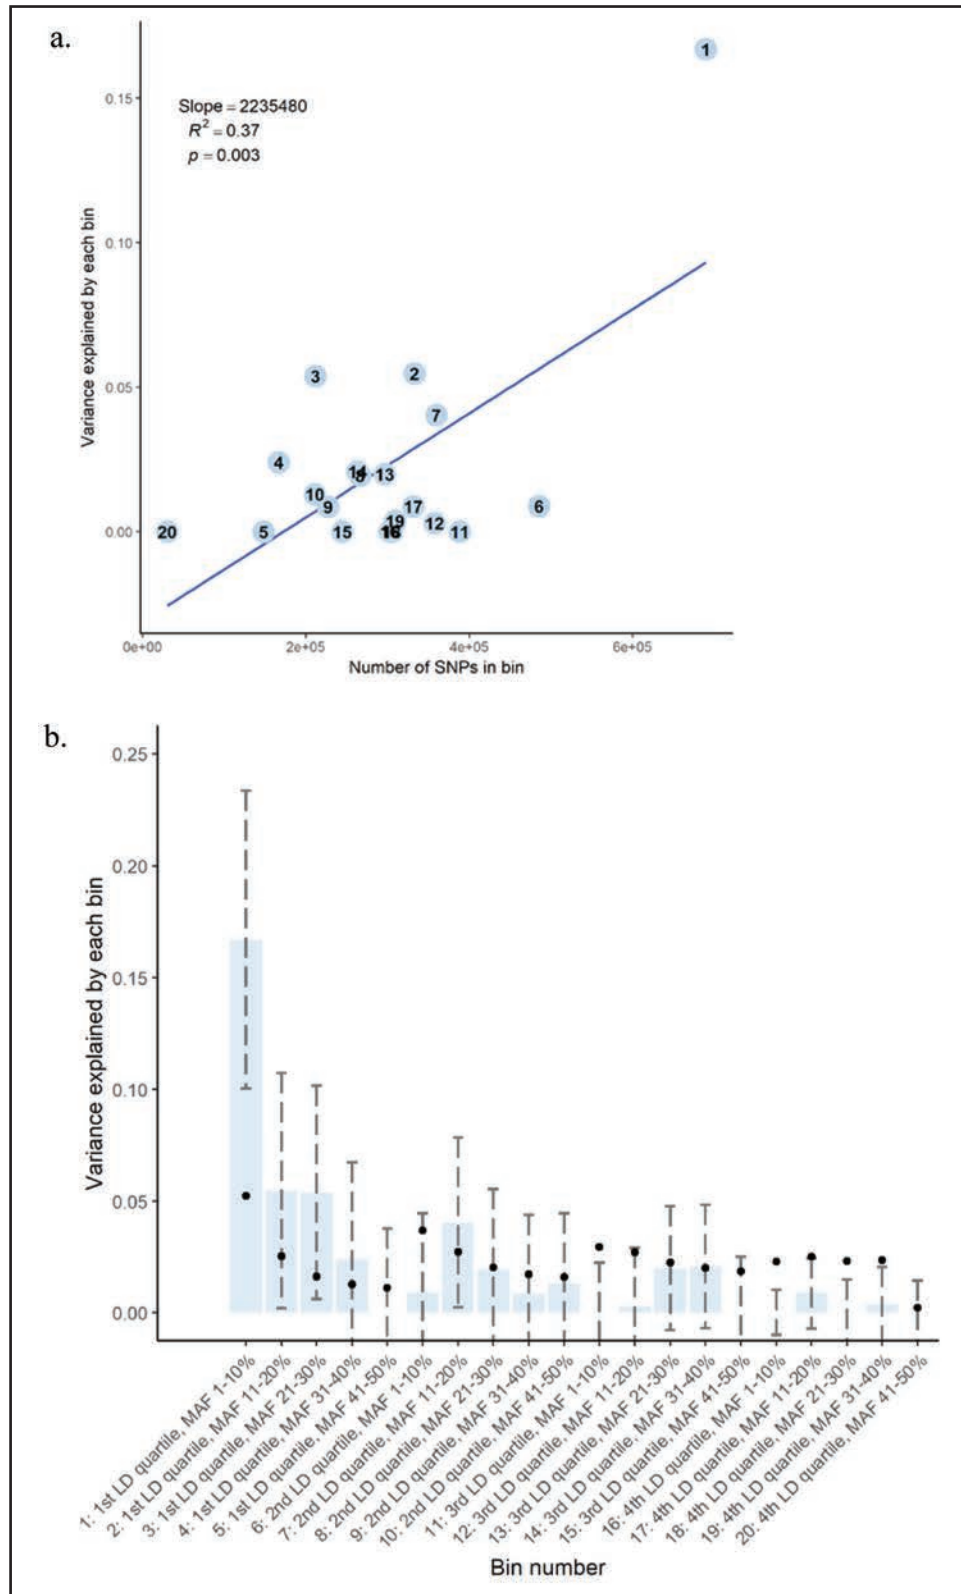 a.
Slope = 2235480
R² = 0.37
p = 0.003
Variance explained by each bin
0.15
0.10
0.05
0.00
1
3
2
7
4
14
8
13
10
9
17
6
19
12
20
5
15
16
18
11
0e+00
2e+05
4e+05
6e+05
Number of SNPs in bin
b.
Variance explained by each bin
0.25
0.20
0.15
0.10
0.05
0.00
1: 1st LD quartile, MAF 1-10%
2: 1st LD quartile, MAF 11-20%
3: 1st LD quartile, MAF 21-30%
4: 1st LD quartile, MAF 31-40%
5: 1st LD quartile, MAF 41-50%
6: 2nd LD quartile, MAF 1-10%
7: 2nd LD quartile, MAF 11-20%
8: 2nd LD quartile, MAF 21-30%
9: 2nd LD quartile, MAF 31-40%
10: 2nd LD quartile, MAF 41-50%
11: 3rd LD quartile, MAF 1-10%
12: 3rd LD quartile, MAF 11-20%
13: 3rd LD quartile, MAF 21-30%
14: 3rd LD quartile, MAF 31-40%
15: 3rd LD quartile, MAF 41-50%
16: 4th LD quartile, MAF 1-10%
17: 4th LD quartile, MAF 11-20%
18: 4th LD quartile, MAF 21-30%
19: 4th LD quartile, MAF 31-40%
20: 4th LD quartile, MAF 41-50%
Bin number